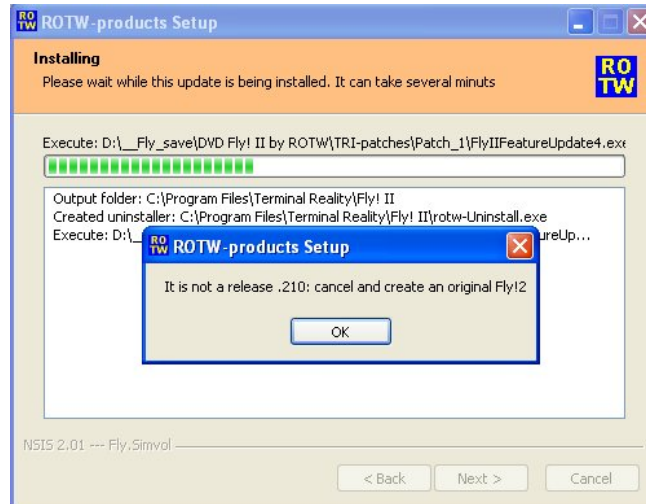 RO TW ROTW-products Setup
Installing
Please wait while this update is being installed. It can take several minuts
RO
TW
Execute: D:\__Fly_save\DVD Fly! II by ROTW\TRI-patches\Patch_1\FlyIIFeatureUpdate4.exe
Output folder: C:\Program Files\Terminal Reality\Fly! II
Created uninstaller: C:\Program Files\Terminal Reality\Fly! II\rotw-Uninstall.exe
Execute: D:\_ ureUp...
RO TW ROTW-products Setup
It is not a release .210: cancel and create an original Fly!2
OK
NSIS 2.01 --- Fly.Simvol
< Back Next > Cancel